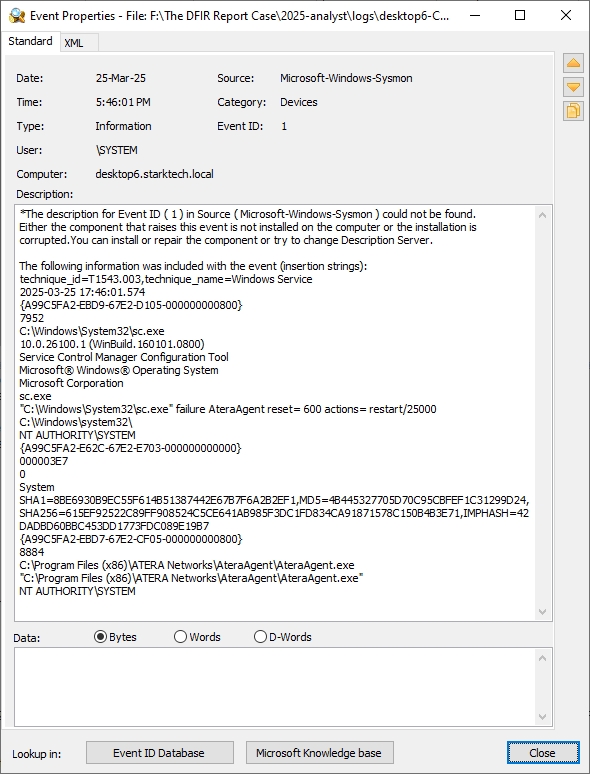 Event Properties - File: F:\The DFIR Report Case\2025-analyst\logs\desktop6-C...
Standard
XML
Date: 25-Mar-25 Source: Microsoft-Windows-Sysmon
Time: 5:46:01 PM Category: Devices
Type: Information Event ID: 1
User: \SYSTEM
Computer: desktop6.starktech.local
Description:
*The description for Event ID ( 1 ) in Source ( Microsoft-Windows-Sysmon ) could not be found.
Either the component that raises this event is not installed on the computer or the installation is
corrupted.You can install or repair the component or try to change Description Server.
The following information was included with the event (insertion strings):
technique_id=T1543.003,technique_name=Windows Service
2025-03-25 17:46:01.574
{A99C5FA2-EBD9-67E2-D105-000000000800}
7952
C:\Windows\System32\sc.exe
10.0.26100.1 (WinBuild.160101.0800)
Service Control Manager Configuration Tool
Microsoft® Windows® Operating System
Microsoft Corporation
sc.exe
"C:\Windows\System32\sc.exe" failure AteraAgent reset= 600 actions= restart/25000
C:\Windows\system32\
NT AUTHORITY\SYSTEM
{A99C5FA2-E62C-67E2-E703-000000000000}
000003E7
0
System
SHA1=8BE6930B9EC55F614B51387442E67B7F6A2B2EF1,MD5=4B445327705D70C95CBFEF1C31299D24,
SHA256=615EF92522C89FF908524C5CE641AB985F3DC1FD834CA91871578C150B4B3E71,IMPHASH=42
DADBD60BBC453DD1773FDC089E19B7
{A99C5FA2-EBD7-67E2-CF05-000000000800}
8884
C:\Program Files (x86)\ATERA Networks\AteraAgent\AteraAgent.exe
"C:\Program Files (x86)\ATERA Networks\AteraAgent\AteraAgent.exe"
NT AUTHORITY\SYSTEM
Data: Bytes Words D-Words
Lookup in: Event ID Database Microsoft Knowledge base Close